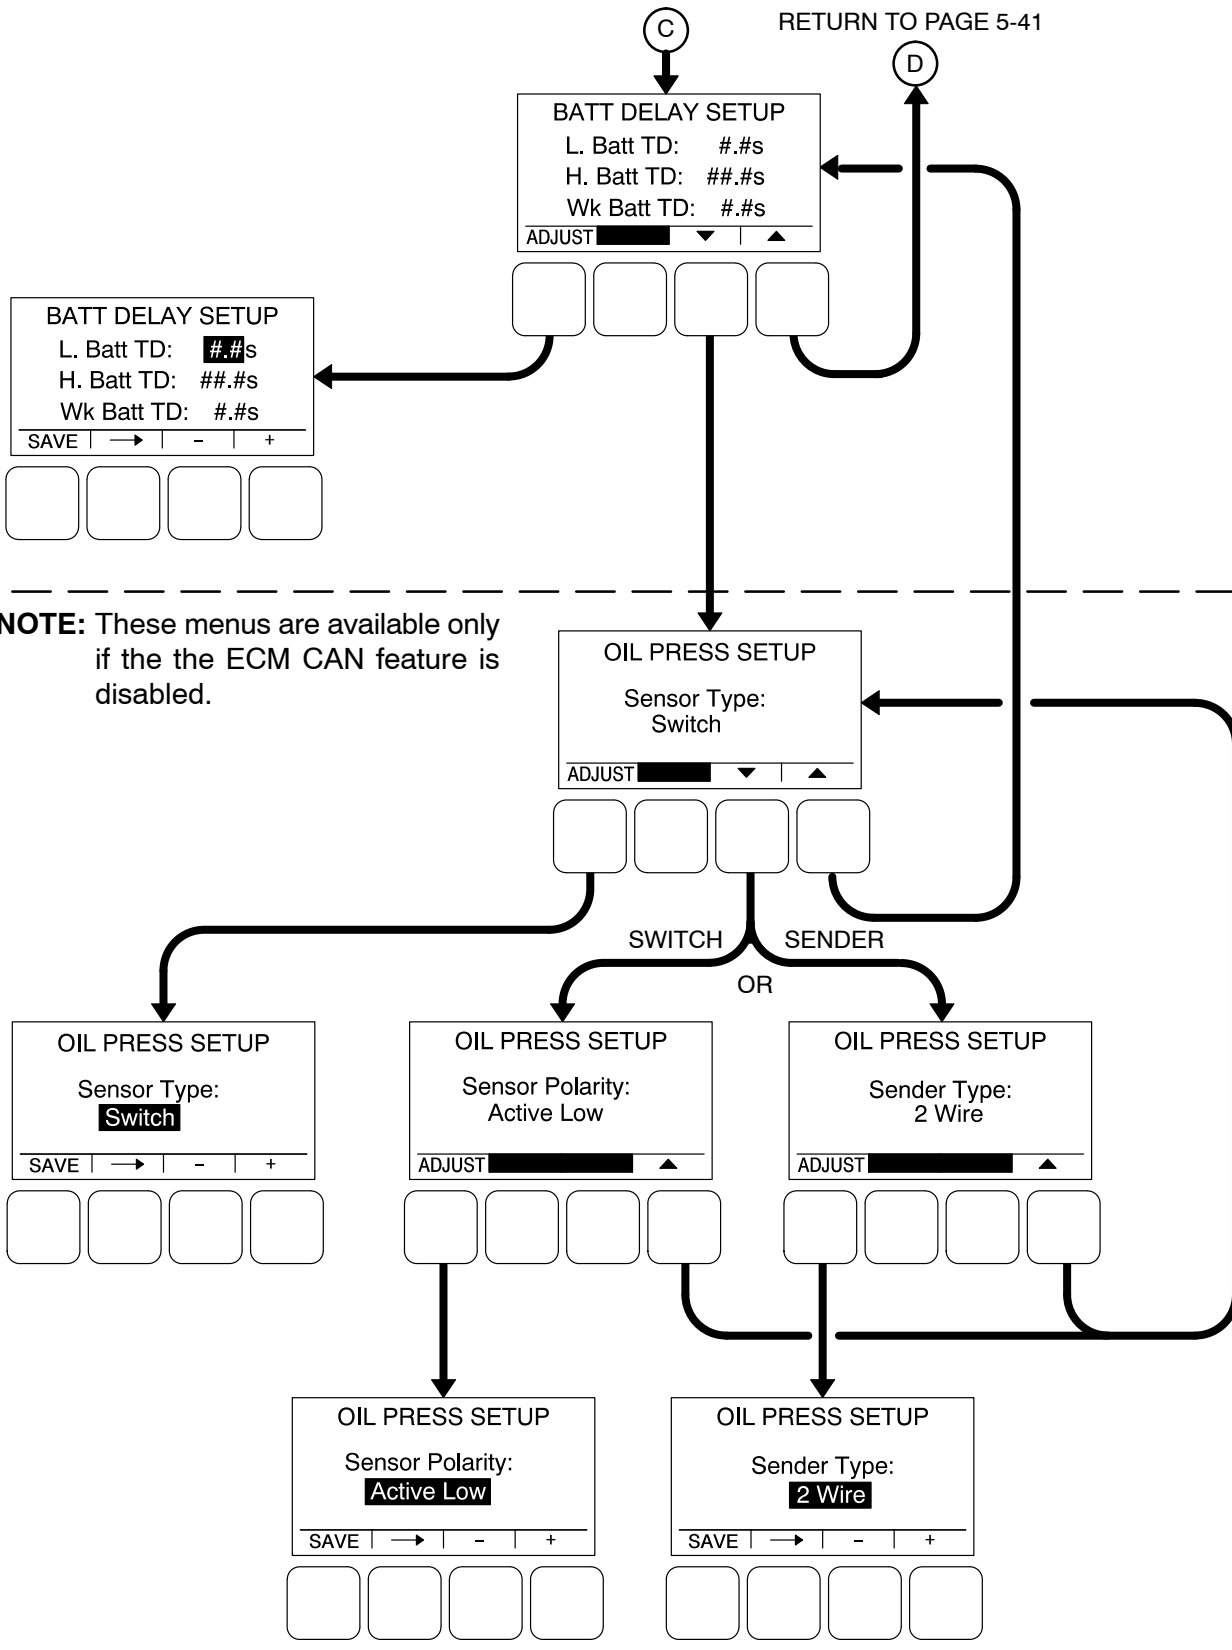 C
RETURN TO PAGE 5-41
D
BATT DELAY SETUP
L. Batt TD: #.#s
H. Batt TD: ##.#s
Wk Batt TD: #.#s
ADJUST ▼ ▲
BATT DELAY SETUP
L. Batt TD: #.#s
H. Batt TD: ##.#s
Wk Batt TD: #.#s
SAVE → - +
NOTE: These menus are available only
if the the ECM CAN feature is
disabled.
OIL PRESS SETUP
Sensor Type:
Switch
ADJUST ▼ ▲
SWITCH
SENDER
OR
OIL PRESS SETUP
Sensor Type:
Switch
SAVE → - +
OIL PRESS SETUP
Sensor Polarity:
Active Low
ADJUST ▲
OIL PRESS SETUP
Sender Type:
2 Wire
ADJUST ▲
OIL PRESS SETUP
Sensor Polarity:
Active Low
SAVE → - +
OIL PRESS SETUP
Sender Type:
2 Wire
SAVE → - +